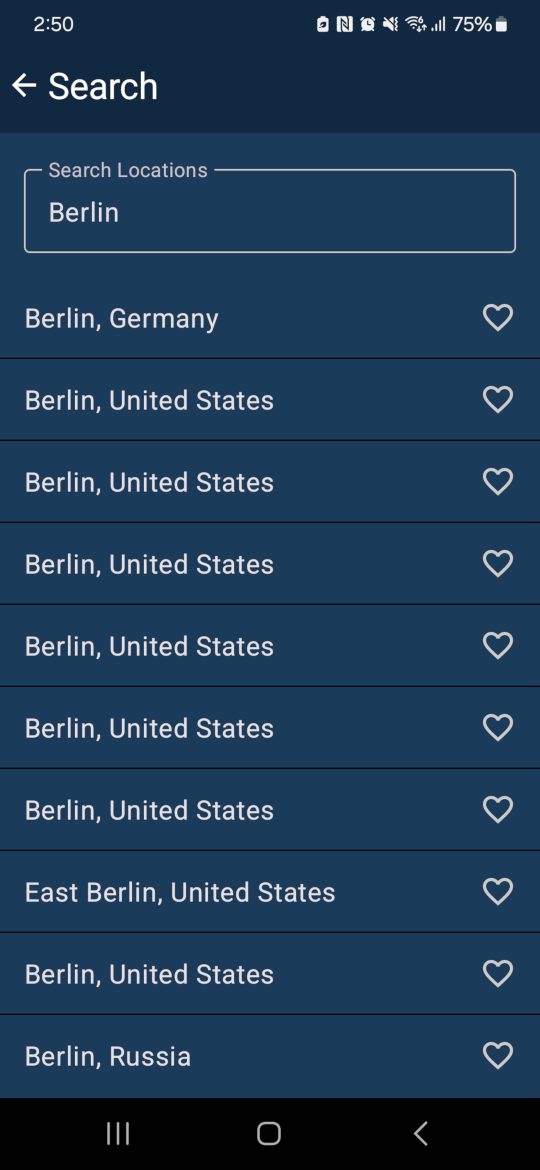 2:50
75%
Search
Search Locations
Berlin
Berlin, Germany
Berlin, United States
Berlin, United States
Berlin, United States
Berlin, United States
Berlin, United States
Berlin, United States
East Berlin, United States
Berlin, United States
Berlin, Russia